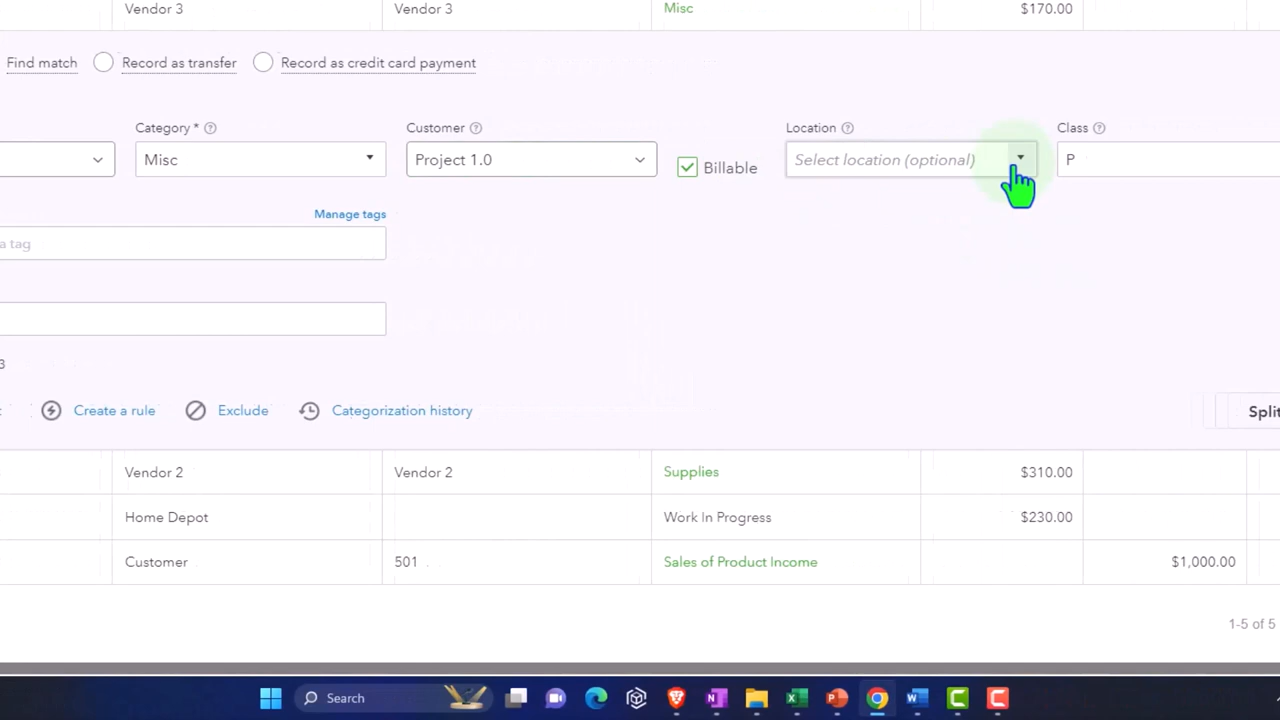 Vendor 3 Vendor 3 Misc $170.00
Find match Record as transfer Record as credit card payment
Category * Customer Location Class
Misc Project 1.0 Billable Select location (optional) P
Manage tags
a tag
3
Create a rule Exclude Categorization history Split
Vendor 2 Vendor 2 Supplies $310.00
Home Depot Work In Progress $230.00
Customer 501 Sales of Product Income $1,000.00
1-5 of 5
Search